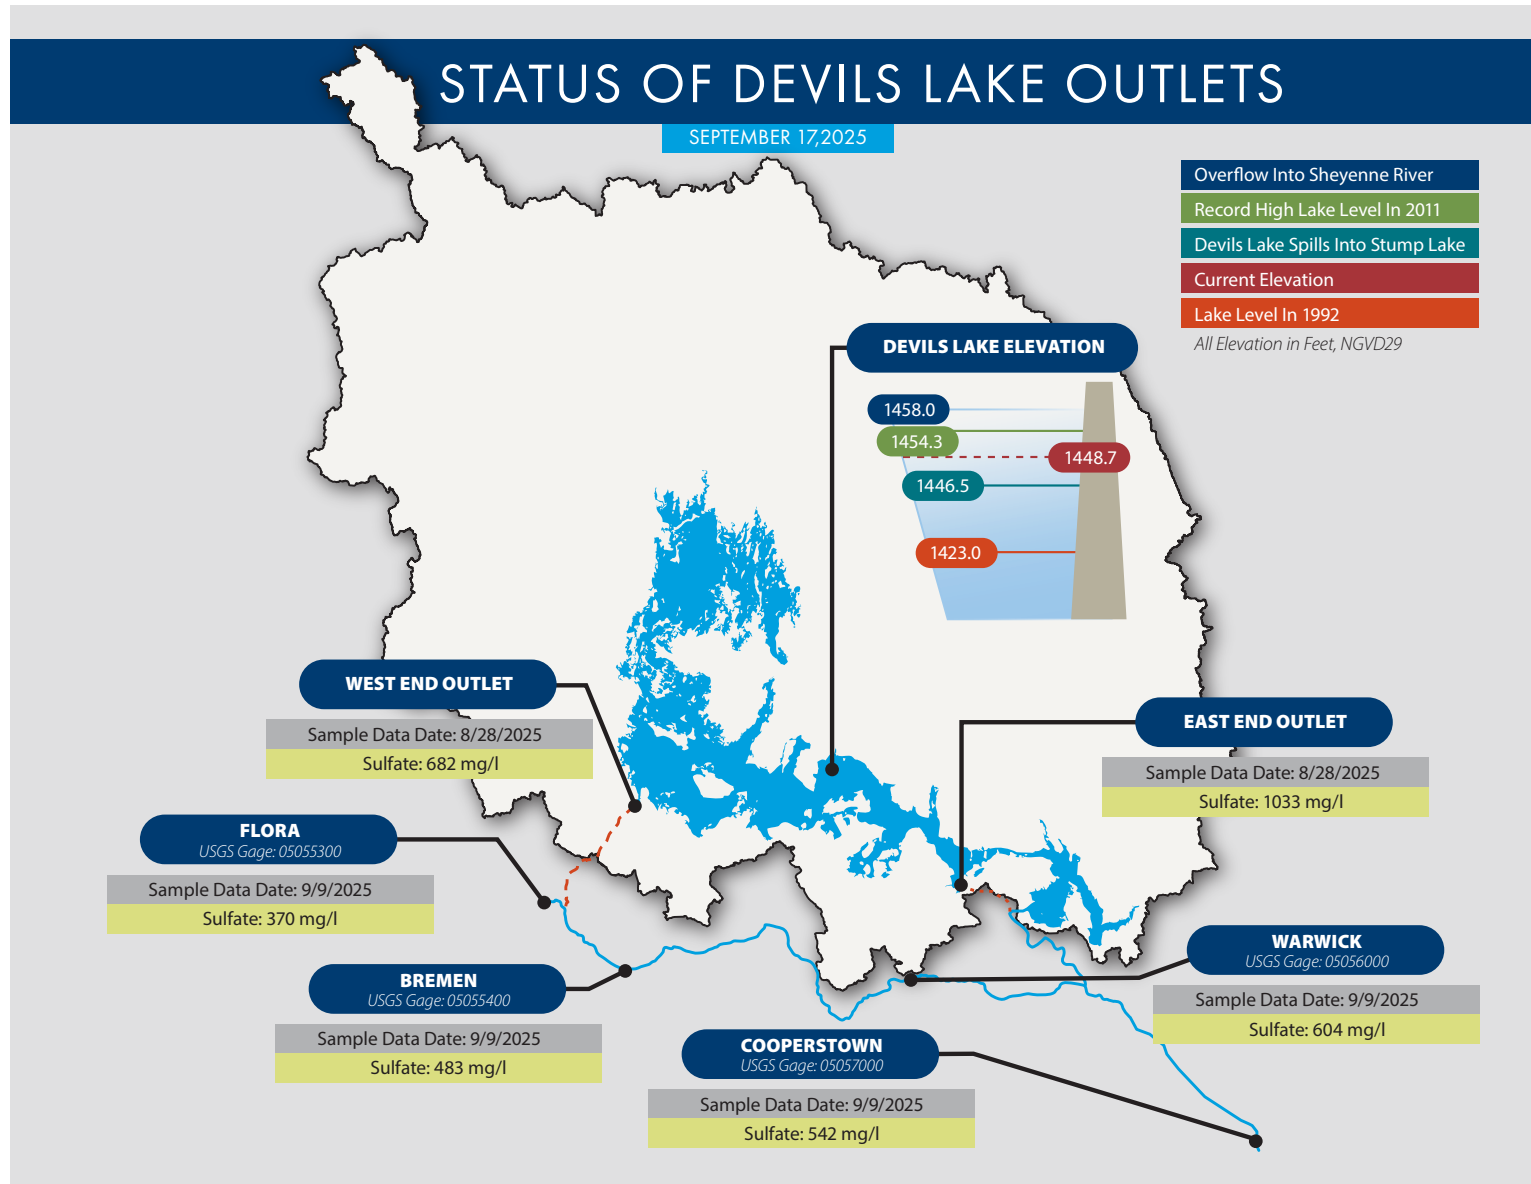 STATUS OF DEVILS LAKE OUTLETS
SEPTEMBER 17,2025
Overflow Into Sheyenne River
Record High Lake Level In 2011
Devils Lake Spills Into Stump Lake
Current Elevation
Lake Level In 1992
All Elevation in Feet, NGVD29
DEVILS LAKE ELEVATION
1458.0
1454.3
1448.7
1446.5
1423.0
WEST END OUTLET
Sample Data Date: 8/28/2025
Sulfate: 682 mg/l
EAST END OUTLET
Sample Data Date: 8/28/2025
Sulfate: 1033 mg/l
FLORA
USGS Gage: 05055300
Sample Data Date: 9/9/2025
Sulfate: 370 mg/l
WARWICK
USGS Gage: 05056000
Sample Data Date: 9/9/2025
Sulfate: 604 mg/l
BREMEN
USGS Gage: 05055400
Sample Data Date: 9/9/2025
Sulfate: 483 mg/l
COOPERSTOWN
USGS Gage: 05057000
Sample Data Date: 9/9/2025
Sulfate: 542 mg/l